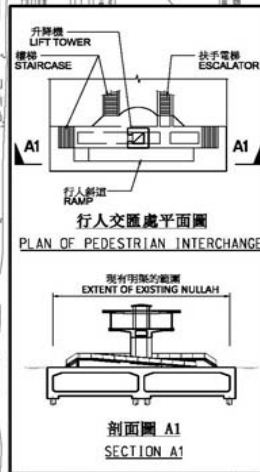 升降機
LIFT TOWER
樓梯
STAIRCASE
扶手電梯
ESCALATOR
A1
A1
行人斜道
RAMP
行人交匯處平面圖
PLAN OF PEDESTRIAN INTERCHANGE
現有明渠的範圍
EXTENT OF EXISTING NULLAH
剖面圖 A1
SECTION A1